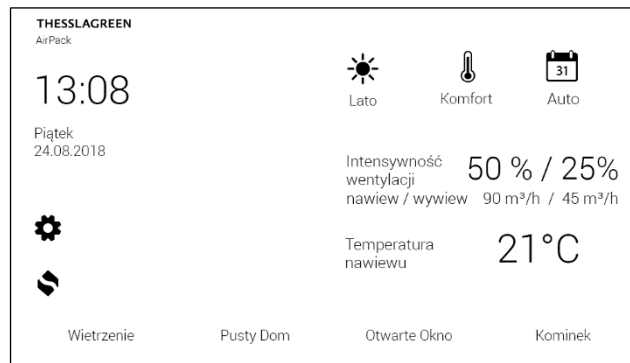 THESSLAGREEN
AirPack
13:08
Piątek
24.08.2018
31
Lato
Komfort
Auto
Intensywność
wentylacji
nawiew / wywiew
50 % / 25%
90 m³/h / 45 m³/h
Temperatura
nawiewu
21°C
Wietrzenie
Pusty Dom
Otwarte Okno
Kominek